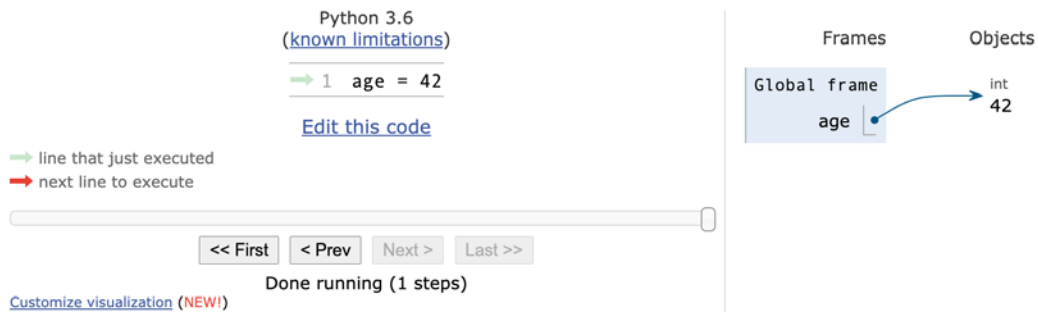 Python 3.6
(known limitations)
1 age = 42
Edit this code
line that just executed
next line to execute
<< First < Prev Next > Last >>
Done running (1 steps)
Customize visualization (NEW!)
Frames Objects
Global frame
age
int
42